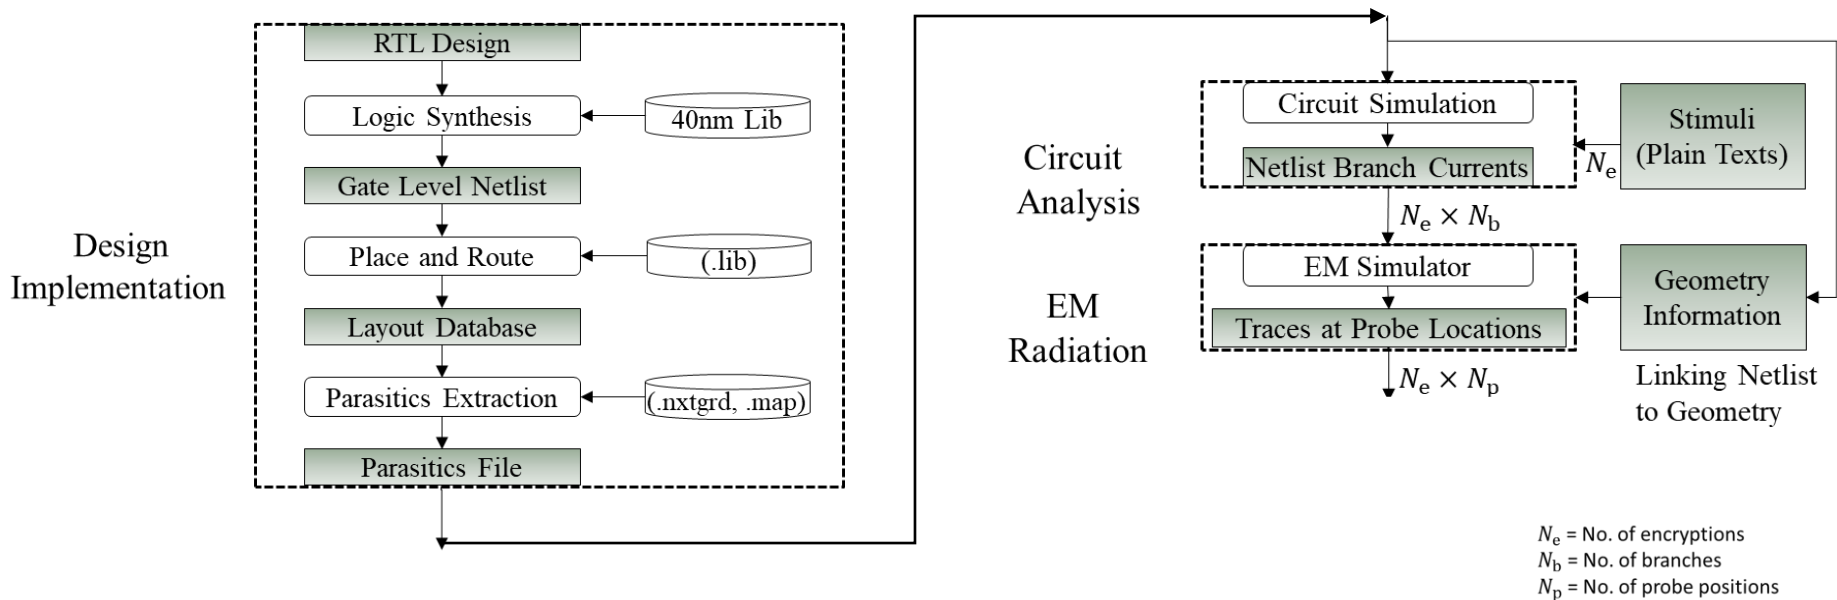 RTL Design
Logic Synthesis
40nm Lib
Gate Level Netlist
Design
Implementation
Place and Route
(.lib)
Layout Database
Parasitics Extraction
(.nxtgrd, .map)
Parasitics File
Circuit
Analysis
Circuit Simulation
Netlist Branch Currents
Stimuli
(Plain Texts)
Nₑ
Nₑ × N_b
EM
Radiation
EM Simulator
Traces at Probe Locations
Geometry
Information
Nₑ × Nₚ
Linking Netlist
to Geometry
Nₑ = No. of encryptions
N_b = No. of branches
Nₚ = No. of probe positions